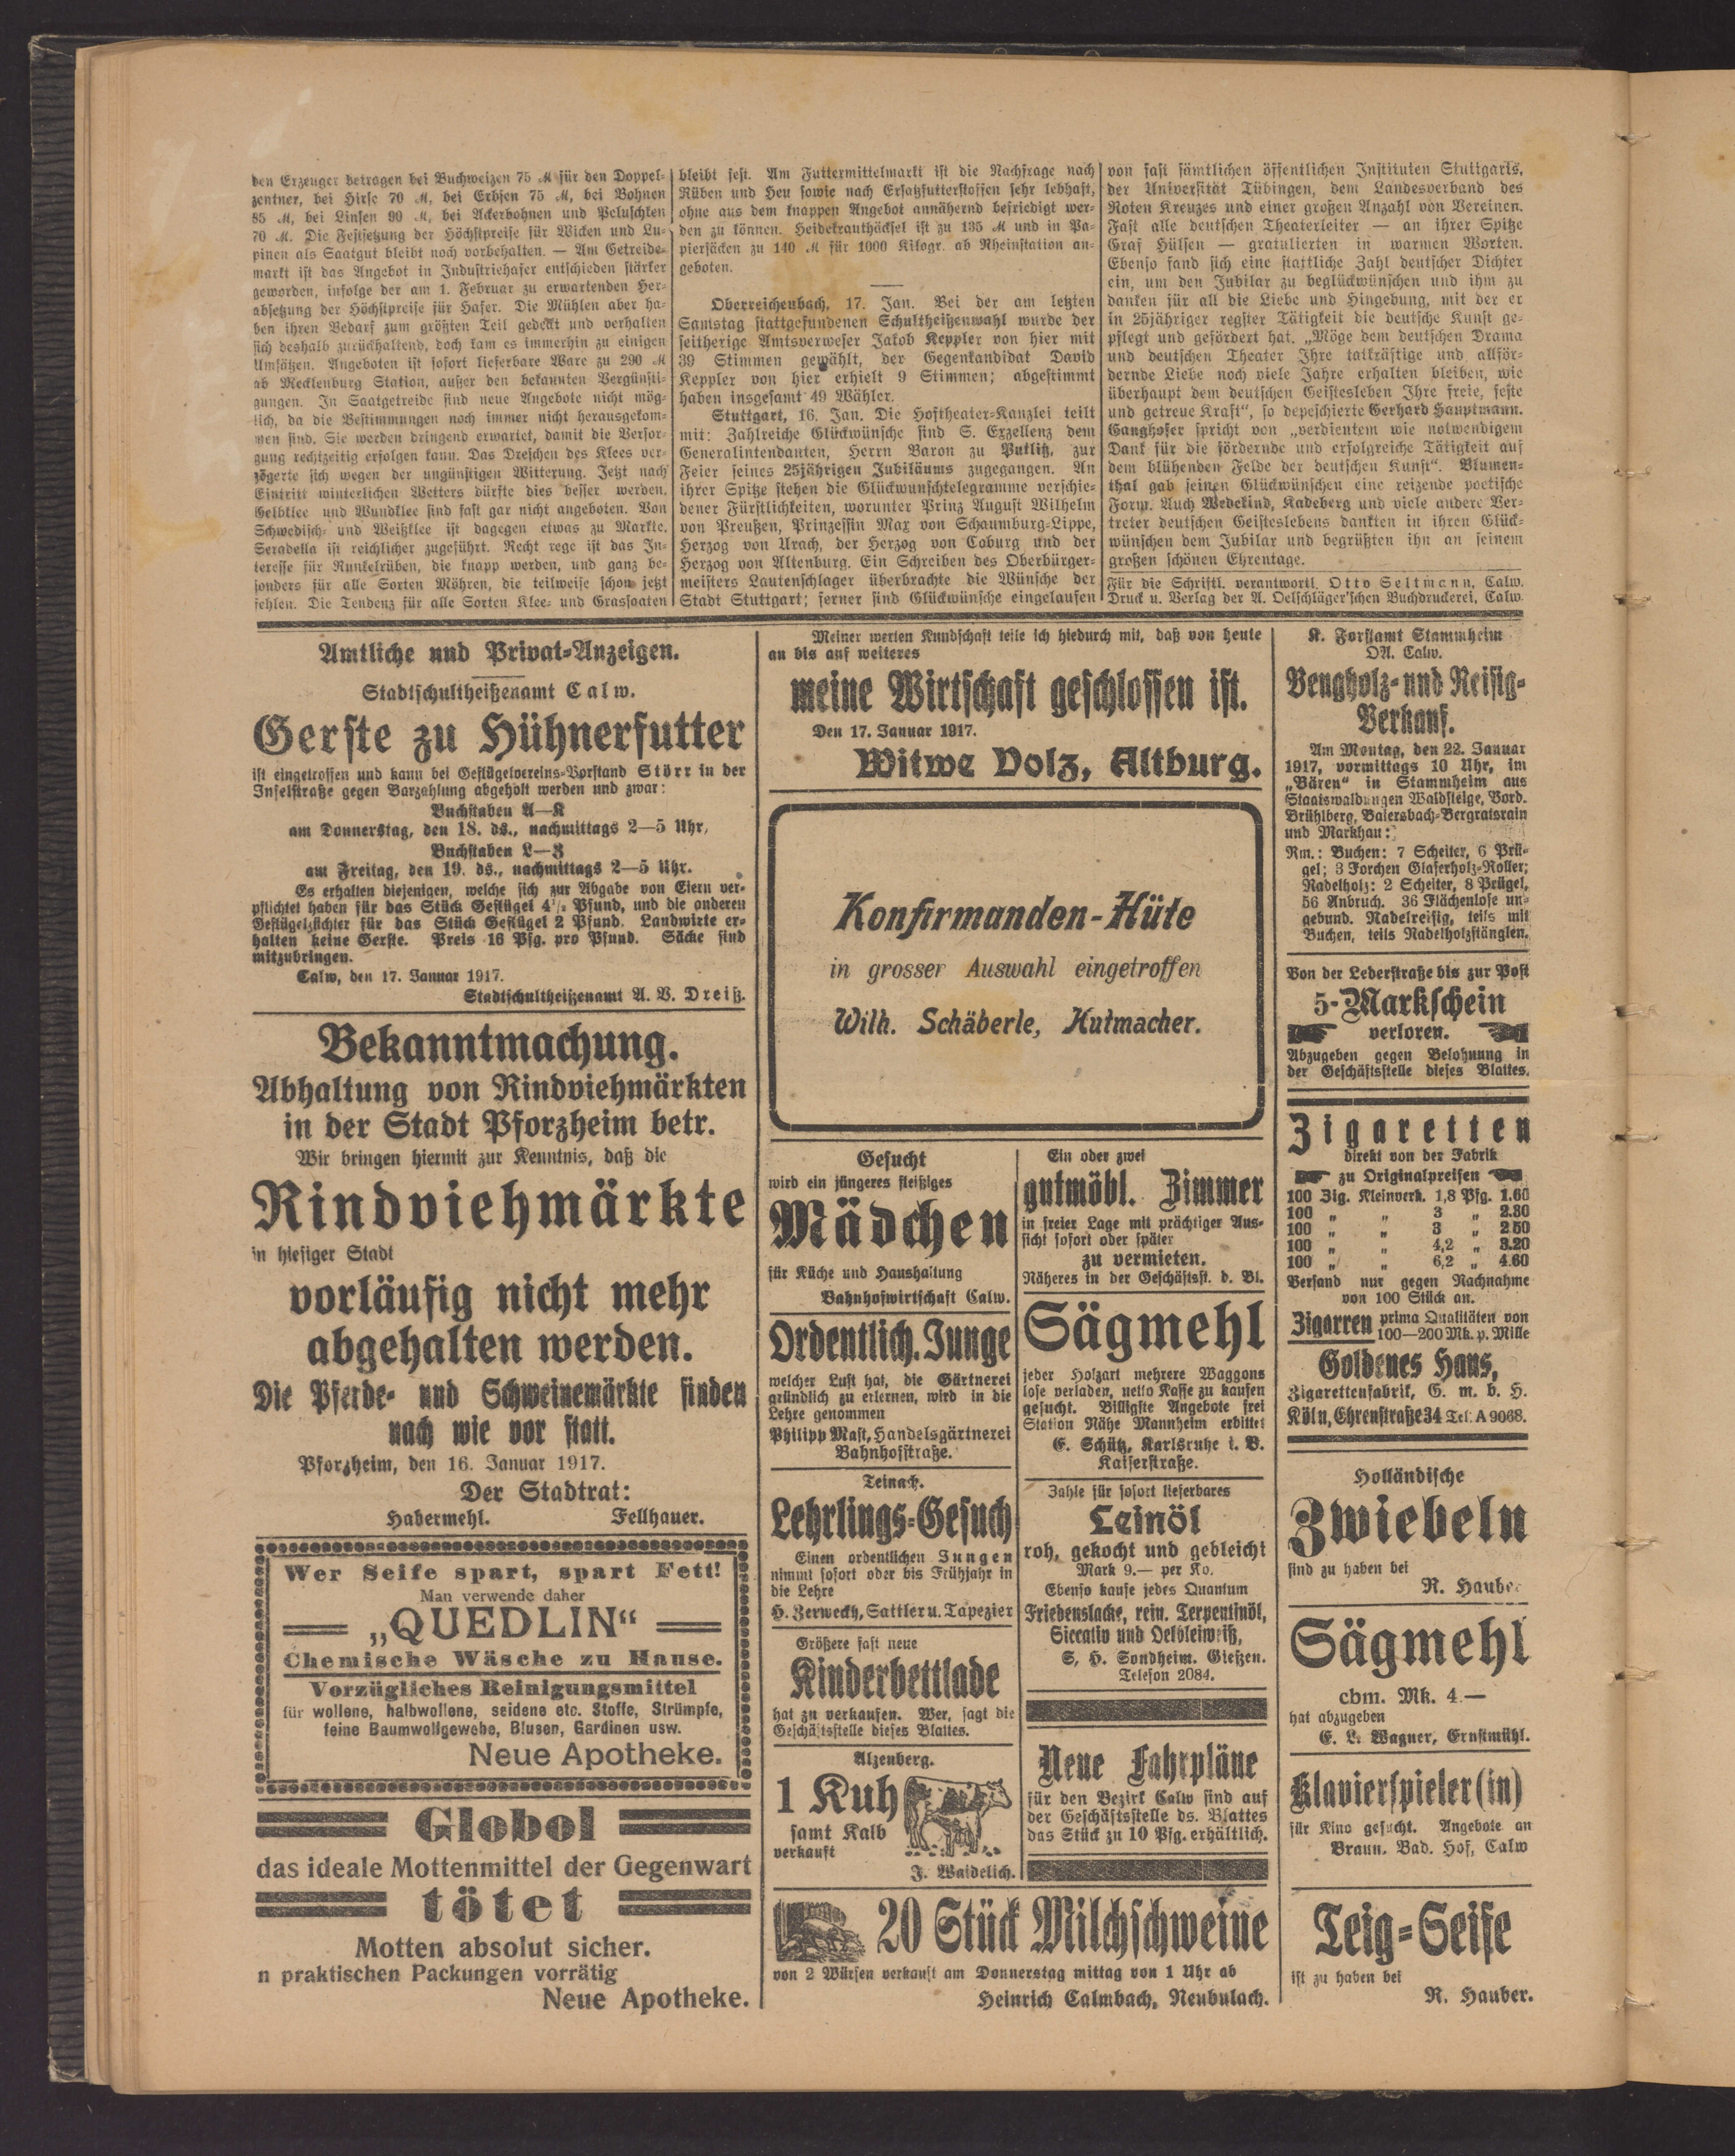 den Erzeuger betragen bei Buchweizen 75 ℳ für den Doppel-
zentner, bei Hirse 70 ℳ, bei Erbsen 75 ℳ, bei Bohnen
85 ℳ, bei Linsen 90 ℳ, bei Ackerbohnen und Peluschken
70 ℳ. Die Festsetzung der Höchstpreise für Wicken und Lu-
pinen als Saatgut bleibt noch vorbehalten. — Am Getreide-
markt ist das Angebot in Industriehafer entschieden stärker
geworden, infolge der am 1. Februar zu erwartenden Her-
absetzung der Höchstpreise für Hafer. Die Mühlen aber ha-
ben ihren Bedarf zum größten Teil gedeckt und verhalten
sich deshalb zurückhaltend, doch kam es immerhin zu einigen
Umsätzen. Angeboten ist sofort lieferbare Ware zu 290 ℳ
ab Mecklenburg Station, außer den bekannten Vergünsti-
gungen. In Saatgetreide sind neue Angebote nicht mög-
lich, da die Bestimmungen noch immer nicht herausgekom-
men sind. Sie werden dringend erwartet, damit die Versor-
gung rechtzeitig erfolgen kann. Das Dreschen des Klees ver-
zögerte sich wegen der ungünstigen Witterung. Jetzt nach
Eintritt winterlichen Wetters dürfte dies besser werden.
Gelbklee und Wundklee sind fast gar nicht angeboten. Von
Schwedisch- und Weißklee ist dagegen etwas zu Markte.
Seradella ist reichlicher zugeführt. Recht rege ist das In-
teresse für Runkelrüben, die knapp werden, und ganz be-
sonders für alle Sorten Möhren, die teilweise schon jetzt
fehlen. Die Tendenz für alle Sorten Klee- und Grassaaten
bleibt fest. Am Futtermittelmarkt ist die Nachfrage nach
Rüben und Heu sowie nach Ersatzfutterstoffen sehr lebhaft,
ohne aus dem knappen Angebot annähernd befriedigt wer-
den zu können. Heidekrauthäcksel ist zu 135 ℳ und in Pa-
piersäcken zu 140 ℳ für 1000 Kilogr. ab Rheinstation an-
geboten.
Oberreichenbach, 17. Jan. Bei der am letzten
Samstag stattgefundenen Schultheißenwahl wurde der
seitherige Amtsverweser Jakob Keppler von hier mit
39 Stimmen gewählt, der Gegenkandidat David
Keppler von hier erhielt 9 Stimmen; abgestimmt
haben insgesamt 49 Wähler.
Stuttgart, 16. Jan. Die Hoftheater-Kanzlei teilt
mit: Zahlreiche Glückwünsche sind S. Exzellenz dem
Generalintendanten, Herrn Baron zu Putlitz, zur
Feier seines 25jährigen Jubiläums zugegangen. An
ihrer Spitze stehen die Glückwunschtelegramme verschie-
dener Fürstlichkeiten, worunter Prinz August Wilhelm
von Preußen, Prinzessin Max von Schaumburg-Lippe,
Herzog von Urach, der Herzog von Coburg und der
Herzog von Altenburg. Ein Schreiben des Oberbürger-
meisters Lautenschlager überbrachte die Wünsche der
Stadt Stuttgart; ferner sind Glückwünsche eingelaufen
von fast sämtlichen öffentlichen Instituten Stuttgarts,
der Universität Tübingen, dem Landesverband des
Roten Kreuzes und einer großen Anzahl von Vereinen.
Fast alle deutschen Theaterleiter — an ihrer Spitze
Graf Hülsen — gratulierten in warmen Worten.
Ebenso fand sich eine stattliche Zahl deutscher Dichter
ein, um den Jubilar zu beglückwünschen und ihm zu
danken für all die Liebe und Hingebung, mit der er
in 25jähriger regster Tätigkeit die deutsche Kunst ge-
pflegt und gefördert hat. „Möge dem deutschen Drama
und deutschen Theater Ihre tatkräftige und allför-
dernde Liebe noch viele Jahre erhalten bleiben, wie
überhaupt dem deutschen Geistesleben Ihre freie, feste
und getreue Kraft“, so depeschierte Gerhard Hauptmann.
Ganghofer spricht von „verdientem wie notwendigem
Dank für die fördernde und erfolgreiche Tätigkeit auf
dem blühenden Felde der deutschen Kunst“. Blumen-
thal gab seinen Glückwünschen eine reizende poetische
Form. Auch Wedekind, Kadeberg und viele andere Ver-
treter deutschen Geisteslebens dankten in ihren Glück-
wünschen dem Jubilar und begrüßten ihn an seinem
großen schönen Ehrentage.
Für die Schriftl. verantwortl. Otto Seltmann, Calw.
Druck u. Verlag der A. Oelschläger'schen Buchdruckerei, Calw.
Amtliche und Privat-Anzeigen.
Stadtschultheißenamt Calw.
Gerste zu Hühnerfutter
ist eingetroffen und kann bei Geflügelvereins-Vorstand Störr in der
Inselstraße gegen Barzahlung abgeholt werden und zwar:
Buchstaben A—K
am Donnerstag, den 18. ds., nachmittags 2—5 Uhr,
Buchstaben L—Z
am Freitag, den 19. ds., nachmittags 2—5 Uhr.
Es erhalten diejenigen, welche sich zur Abgabe von Eiern ver-
pflichtet haben für das Stück Geflügel 4½ Pfund, und die anderen
Geflügelzüchter für das Stück Geflügel 2 Pfund. Landwirte er-
halten keine Gerste. Preis 16 Pfg. pro Pfund. Säcke sind
mitzubringen.
Calw, den 17. Januar 1917.
Stadtschultheißenamt A. V. Dreiß.
Bekanntmachung.
Abhaltung von Rindviehmärkten
in der Stadt Pforzheim betr.
Wir bringen hiermit zur Kenntnis, daß die
Rindviehmärkte
in hiesiger Stadt
vorläufig nicht mehr
abgehalten werden.
Die Pferde- und Schweinemärkte finden
nach wie vor statt.
Pforzheim, den 16. Januar 1917.
Der Stadtrat:
Habermehl. Fellhauer.
Wer Seife spart, spart Fett!
Man verwende daher
„QUEDLIN“
Chemische Wäsche zu Hause.
Vorzügliches Reinigungsmittel
für wollene, halbwollene, seidene etc. Stoffe, Strümpfe,
feine Baumwollgewebe, Blusen, Gardinen usw.
Neue Apotheke.
Globol
das ideale Mottenmittel der Gegenwart
tötet
Motten absolut sicher.
n praktischen Packungen vorrätig
Neue Apotheke.
Meiner werten Kundschaft teile ich hiedurch mit, daß von heute
an bis auf weiteres
meine Wirtschaft geschlossen ist.
Den 17. Januar 1917.
Witwe Volz, Altburg.
Konfirmanden-Hüte
in grosser Auswahl eingetroffen
Wilh. Schäberle, Hutmacher.
Gesucht
wird ein jüngeres fleißiges
Mädchen
für Küche und Haushaltung
Bahnhofwirtschaft Calw.
Ordentlich. Junge
welcher Lust hat, die Gärtnerei
gründlich zu erlernen, wird in die
Lehre genommen
Philipp Mast, Handelsgärtnerei
Bahnhofstraße.
Teinach.
Lehrlings-Gesuch
Einen ordentlichen Jungen
nimmt sofort oder bis Frühjahr in
die Lehre
H. Zerweckh, Sattler u. Tapezier
Größere fast neue
Kinderbettlade
hat zu verkaufen. Wer, sagt die
Geschäftsstelle dieses Blattes.
Alzenberg.
1 Kuh
samt Kalb
verkauft
J. Waidelich.
Ein oder zwei
gutmöbl. Zimmer
in freier Lage mit prächtiger Aus-
sicht sofort oder später
zu vermieten.
Näheres in der Geschäftsst. d. Bl.
Sägmehl
jeder Holzart mehrere Waggons
lose verladen, netto Kasse zu kaufen
gesucht. Billigste Angebote frei
Station Nähe Mannheim erbittet
E. Schütz, Karlsruhe i. B.
Kaiserstraße.
Zahle für sofort lieferbares
Leinöl
roh, gekocht und gebleicht
Mark 9.— per Ko.
Ebenso kaufe jedes Quantum
Friedenslacke, rein. Terpentinöl,
Siccativ und Oelbleiweiß,
S. H. Sondheim. Gießen.
Telefon 2084.
Neue Fahrpläne
für den Bezirk Calw sind auf
der Geschäftsstelle ds. Blattes
das Stück zu 10 Pfg. erhältlich.
20 Stück Milchschweine
von 2 Würfen verkauft am Donnerstag mittag von 1 Uhr ab
Heinrich Calmbach, Neubulach.
K. Forstamt Stammheim
OA. Calw.
Beugholz- und Reisig-
Verkauf.
Am Montag, den 22. Januar
1917, vormittags 10 Uhr, im
„Bären“ in Stammheim aus
Staatswaldungen Waldsteige, Vord.
Brühlberg, Baiersbach-Bergratsrain
und Markhau:
Rm.: Buchen: 7 Scheiter, 6 Prü-
gel; 3 Forchen Glaserholz-Roller;
Nadelholz: 2 Scheiter, 8 Prügel,
56 Anbruch. 36 Flächenlose un-
gebund. Nadelreisig, teils mit
Buchen, teils Nadelholzstänglen.
Von der Lederstraße bis zur Post
5-Markschein
verloren.
Abzugeben gegen Belohnung in
der Geschäftsstelle dieses Blattes.
Zigaretten
direkt von der Fabrik
zu Originalpreisen
100 Zig. Kleinverk. 1,8 Pfg. 1.60
100 „ „ 3 „ 2.30
100 „ „ 3 „ 2.50
100 „ „ 4,2 „ 3.20
100 „ „ 6,2 „ 4.60
Versand nur gegen Nachnahme
von 100 Stück an.
Zigarren prima Qualitäten von
100—200 Mk. p. Mille
Goldenes Haus,
Zigarettenfabrik, G. m. b. H.
Köln, Ehrenstraße 34 Tel. A 9068.
Holländische
Zwiebeln
sind zu haben bei
R. Hauber
Sägmehl
cbm. Mk. 4.—
hat abzugeben
E. L. Wagner, Ernstmühl.
Klavierspieler(in)
für Kino gesucht. Angebote an
Braun. Bad. Hof, Calw
Teig-Seife
ist zu haben bei
R. Hauber.